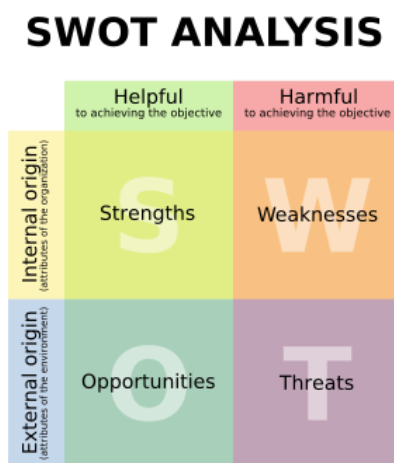 SWOT ANALYSIS
Helpful
to achieving the objective
Harmful
to achieving the objective
Internal origin
(attributes of the organization)
S
Strengths
W
Weaknesses
External origin
(attributes of the environment)
O
Opportunities
T
Threats